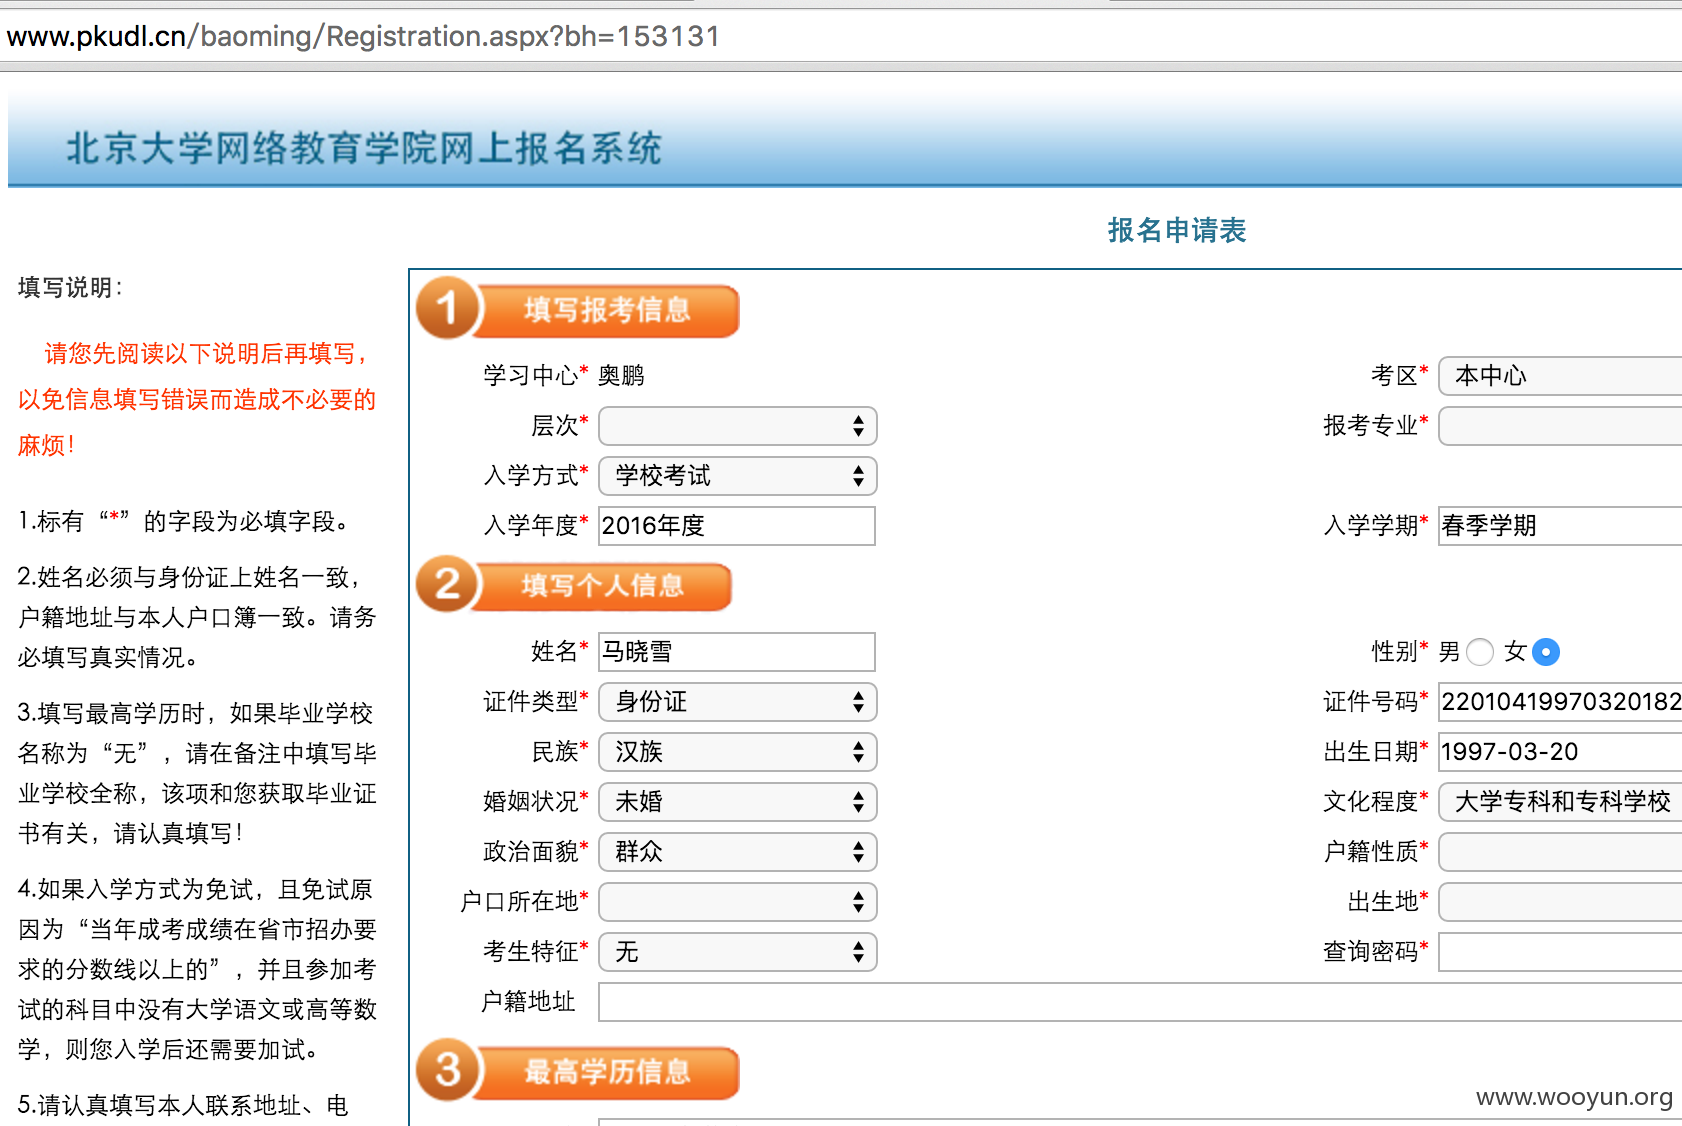 www.pkudl.cn/baoming/Registration.aspx?bh=153131
北京大学网络教育学院网上报名系统
报名申请表
填写说明：
请您先阅读以下说明后再填写，
以免信息填写错误而造成不必要的
麻烦！
1.标有“*”的字段为必填字段。
2.姓名必须与身份证上姓名一致，
户籍地址与本人户口簿一致。请务
必填写真实情况。
3.填写最高学历时，如果毕业学校
名称为“无”，请在备注中填写毕
业学校全称，该项和您获取毕业证
书有关，请认真填写！
4.如果入学方式为免试，且免试原
因为“当年成考成绩在省市招办要
求的分数线以上的”，并且参加考
试的科目中没有大学语文或高等数
学，则您入学后还需要加试。
5.请认真填写本人联系地址、电
1 填写报考信息
学习中心* 奥鹏 考区* 本中心
层次* 报考专业*
入学方式* 学校考试
入学年度* 2016年度 入学学期* 春季学期
2 填写个人信息
姓名* 马晓雪 性别* 男 女
证件类型* 身份证 证件号码* 22010419970320182
民族* 汉族 出生日期* 1997-03-20
婚姻状况* 未婚 文化程度* 大学专科和专科学校
政治面貌* 群众 户籍性质*
户口所在地* 出生地*
考生特征* 无 查询密码*
户籍地址
3 最高学历信息
www.wooyun.org